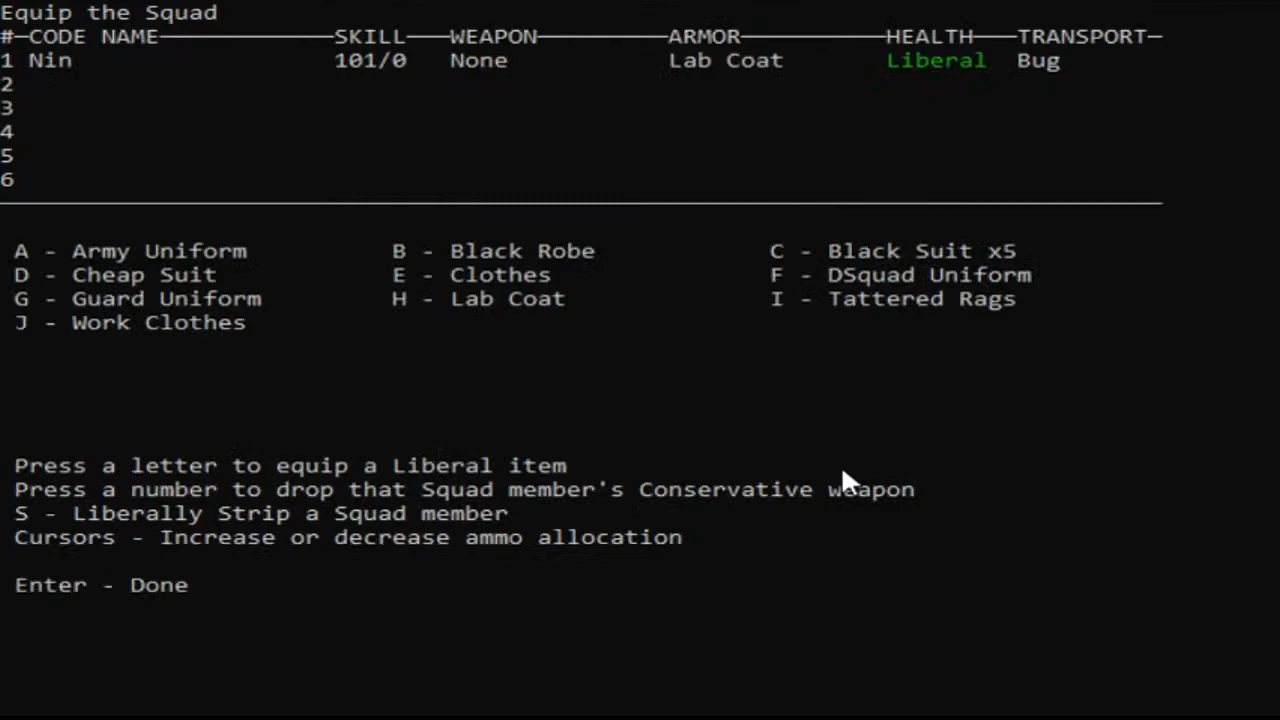 Equip the Squad
#—CODE NAME————————————SKILL———WEAPON—————————ARMOR——————————HEALTH———TRANSPORT—
1 Nin 101/0 None Lab Coat Liberal Bug
2
3
4
5
6
A - Army Uniform B - Black Robe C - Black Suit x5
D - Cheap Suit E - Clothes F - DSquad Uniform
G - Guard Uniform H - Lab Coat I - Tattered Rags
J - Work Clothes
Press a letter to equip a Liberal item
Press a number to drop that Squad member's Conservative weapon
S - Liberally Strip a Squad member
Cursors - Increase or decrease ammo allocation
Enter - Done